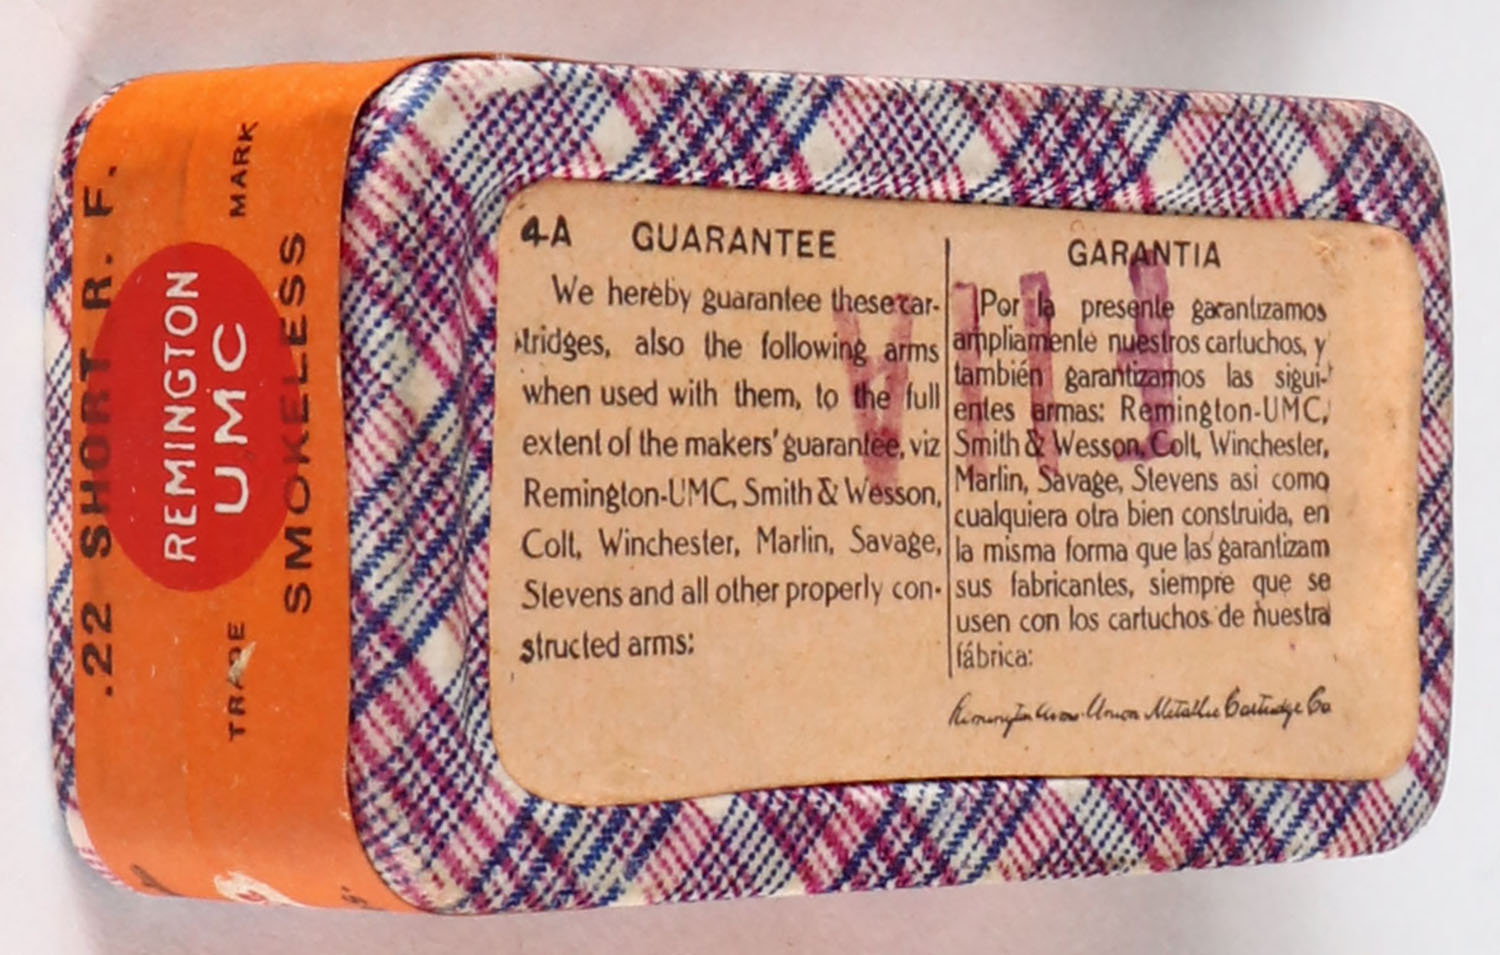 .22 SHORT R. F.
REMINGTON
UMC
TRADE MARK
SMOKELESS
4-A GUARANTEE
We hereby guarantee these car-
tridges, also the following arms
when used with them, to the full
extent of the makers' guarantee, viz
Remington-UMC, Smith & Wesson,
Colt, Winchester, Marlin, Savage,
Stevens and all other properly con-
structed arms:
GARANTIA
Por la presente garantizamos
ampliamente nuestros cartuchos, y
también garantizamos las sigui-
entes armas: Remington-UMC,
Smith & Wesson, Colt, Winchester,
Marlin, Savage, Stevens asi como
cualquiera otra bien construida, en
la misma forma que las garantizam
sus fabricantes, siempre que se
usen con los cartuchos de nuestra
fábrica:
Remington Arms-Union Metallic Cartridge Co